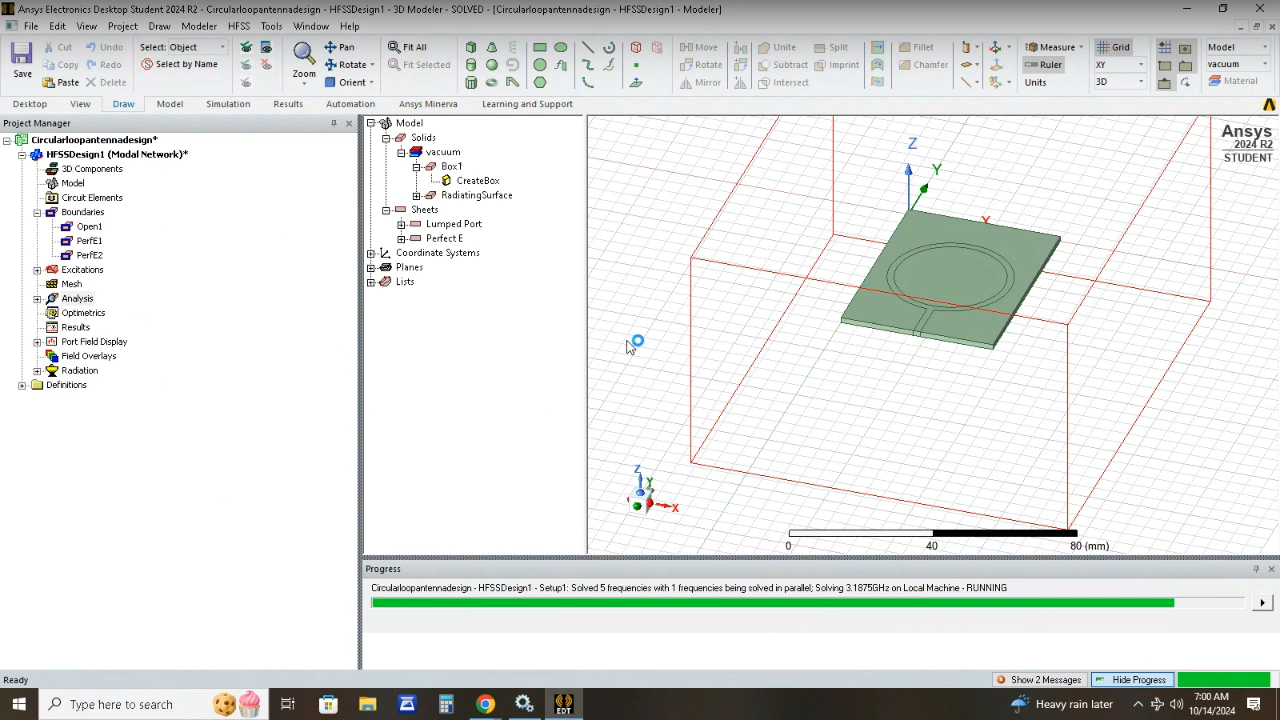 Ansys Electronics Desktop Student 2024 R2 - Circularloopantennadesign - HFSSDesign1 - 3D Modeler - SOLVED - [Circularloopantennadesign - HFSSDesign1 - Modeler]
File Edit View Project Draw Modeler HFSS Tools Window Help
Save Cut Undo Select: Object Pan Fit All Move Unite Split Fillet Measure Grid Model
Copy Redo Select by Name Zoom Rotate Fit Selected Rotate Subtract Imprint Chamfer Ruler XY vacuum
Paste Delete Orient Mirror Intersect Units 3D Material
Desktop View Draw Model Simulation Results Automation Ansys Minerva Learning and Support
Project Manager
Circularloopantennadesign*
HFSSDesign1 (Modal Network)*
3D Components
Model
Circuit Elements
Boundaries
Open1
PerfE1
PerfE2
Excitations
Mesh
Analysis
Optimetrics
Results
Port Field Display
Field Overlays
Radiation
Definitions
Model
Solids
vacuum
Box1
CreateBox
RadiatingSurface
Sheets
Lumped Port
Perfect E
Coordinate Systems
Planes
Lists
Ansys
2024 R2
STUDENT
Z
Y
X
Z
Y
X
0 40 80 (mm)
Progress
Circularloopantennadesign - HFSSDesign1 - Setup1: Solved 5 frequencies with 1 frequencies being solved in parallel; Solving 3.1875GHz on Local Machine - RUNNING
Ready Show 2 Messages Hide Progress
Type here to search EDT Heavy rain later 7:00 AM
10/14/2024